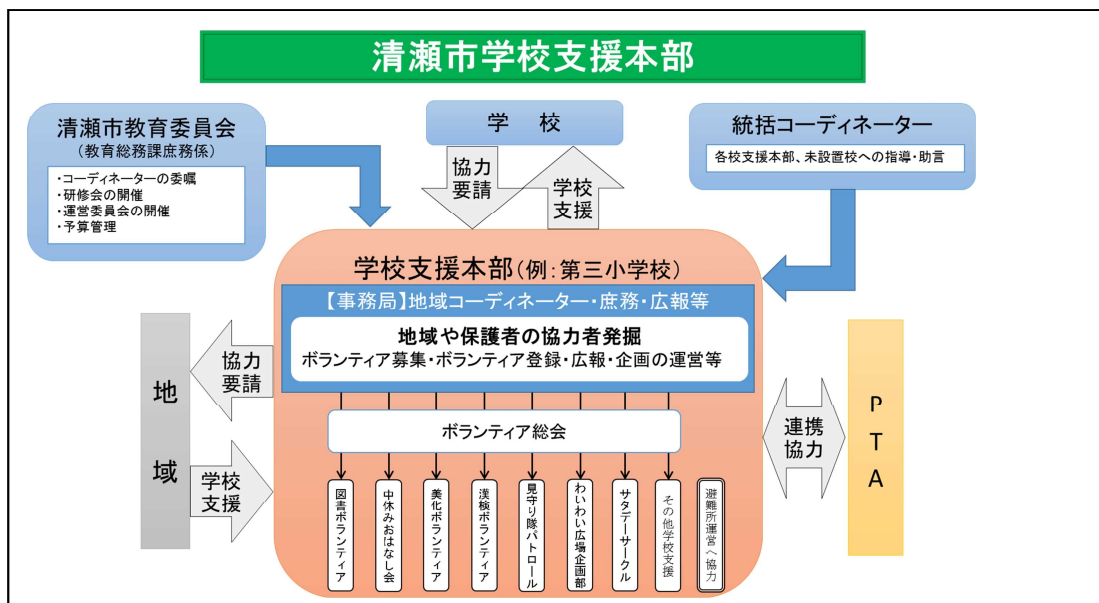 清瀬市学校支援本部
清瀬市教育委員会
(教育総務課庶務係)
・コーディネーターの委嘱
・研修会の開催
・運営委員会の開催
・予算管理
学　校
統括コーディネーター
各校支援本部、未設置校への指導・助言
協力
要請
学校
支援
学校支援本部(例:第三小学校)
【事務局】地域コーディネーター・庶務・広報等
地域や保護者の協力者発掘
ボランティア募集・ボランティア登録・広報・企画の運営等
地域
協力
要請
学校
支援
ボランティア総会
図書ボランティア
中休みおはなし会
美化ボランティア
漢検ボランティア
見守り隊パトロール
わいわい広場企画部
サタデーサークル
その他学校支援
避難所運営へ協力
連携
協力
PTA